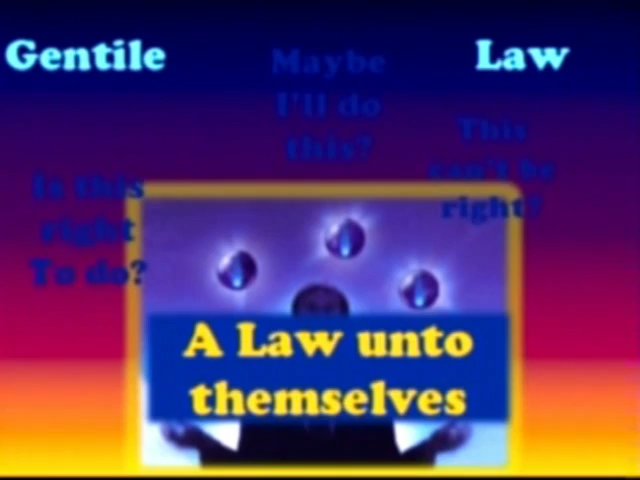 Gentile
Law
Maybe
I'll do
this?
This
can't be
right?
Is this
right
To do?
A Law unto
themselves